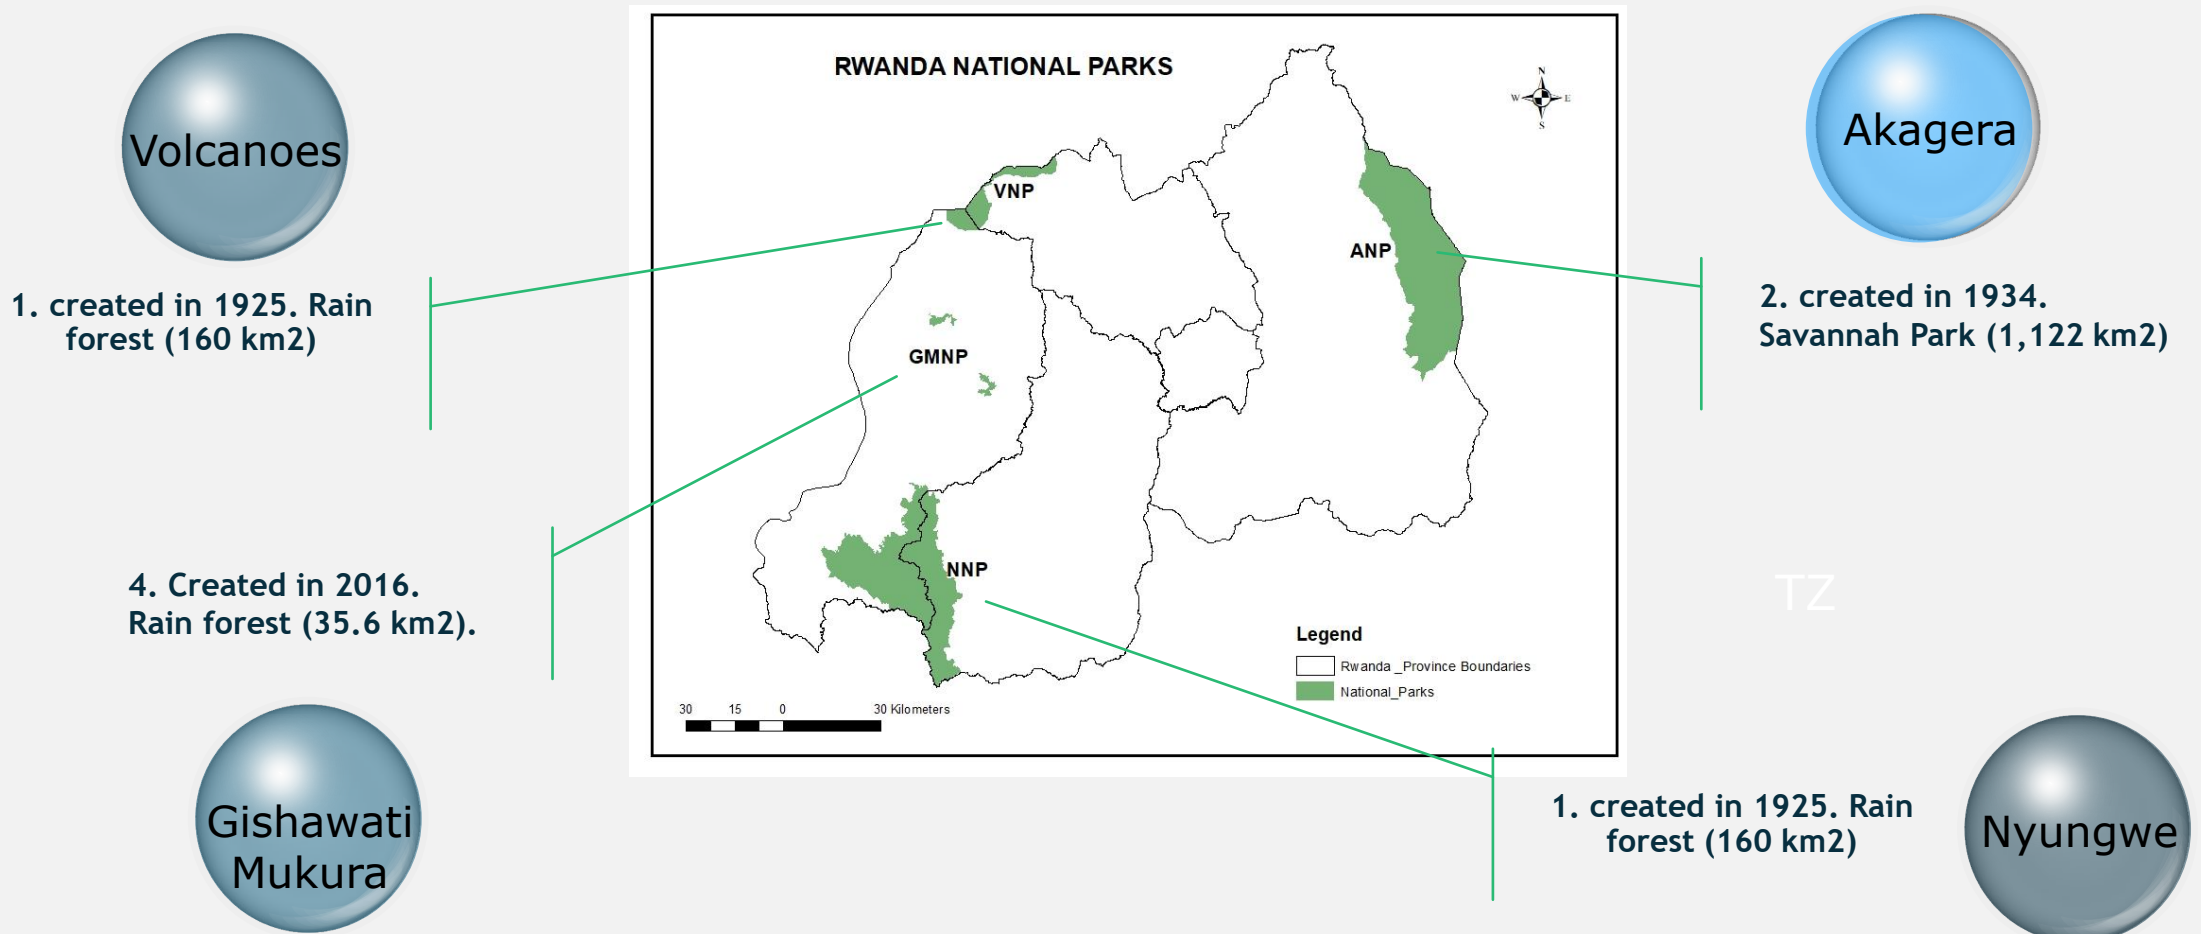 Volcanoes
1. created in 1925. Rain
forest (160 km2)
4. Created in 2016.
Rain forest (35.6 km2).
Gishawati
Mukura
RWANDA NATIONAL PARKS
N
W E
S
VNP
ANP
GMNP
NNP
Legend
Rwanda _Province Boundaries
National_Parks
30 15 0 30 Kilometers
Akagera
2. created in 1934.
Savannah Park (1,122 km2)
TZ
1. created in 1925. Rain
forest (160 km2)
Nyungwe